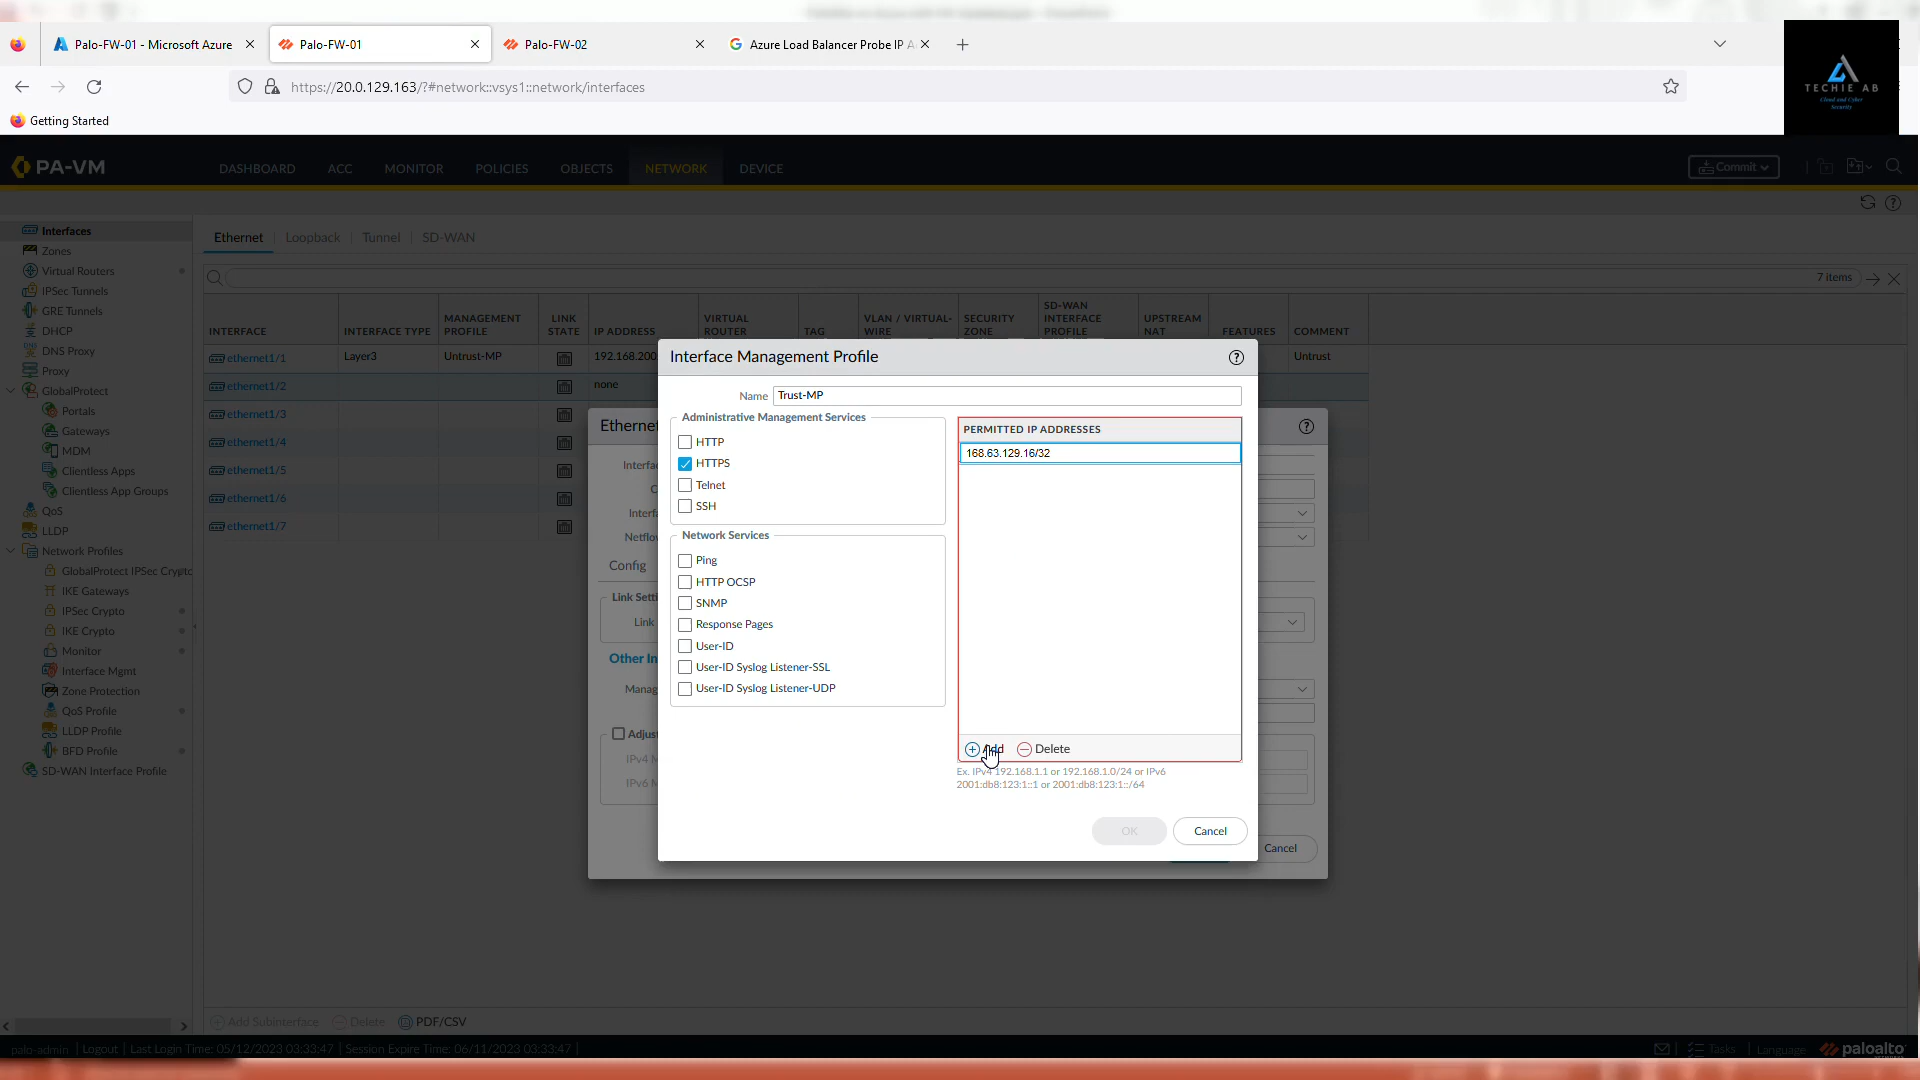 Palo-FW-01 - Microsoft Azure
Palo-FW-01
Palo-FW-02
Azure Load Balancer Probe IP A
https://20.0.129.163/?#network::vsys1::network/interfaces
Getting Started
TECHIE AB
Cloud and Cyber
Security
PA-VM
DASHBOARD
ACC
MONITOR
POLICIES
OBJECTS
NETWORK
DEVICE
Commit
Interfaces
Zones
Virtual Routers
IPSec Tunnels
GRE Tunnels
DHCP
DNS Proxy
Proxy
GlobalProtect
Portals
Gateways
MDM
Clientless Apps
Clientless App Groups
QoS
LLDP
Network Profiles
GlobalProtect IPSec Crypto
IKE Gateways
IPSec Crypto
IKE Crypto
Monitor
Interface Mgmt
Zone Protection
QoS Profile
LLDP Profile
BFD Profile
SD-WAN Interface Profile
Ethernet
Loopback
Tunnel
SD-WAN
7 items
INTERFACE
INTERFACE TYPE
MANAGEMENT PROFILE
LINK STATE
IP ADDRESS
VIRTUAL ROUTER
TAG
VLAN / VIRTUAL-WIRE
SECURITY ZONE
SD-WAN INTERFACE PROFILE
UPSTREAM NAT
FEATURES
COMMENT
ethernet1/1 Layer3 Untrust-MP 192.168.200 Untrust
ethernet1/2 none
ethernet1/3
ethernet1/4
ethernet1/5
ethernet1/6
ethernet1/7
Ethernet
Interfac
C
Interfa
Netflow
Config
Link Setti
Link
Other In
Manag
Adjus
IPv4 M
IPv6 M
Cancel
Interface Management Profile
Name Trust-MP
Administrative Management Services
HTTP
HTTPS
Telnet
SSH
Network Services
Ping
HTTP OCSP
SNMP
Response Pages
User-ID
User-ID Syslog Listener-SSL
User-ID Syslog Listener-UDP
PERMITTED IP ADDRESSES
168.63.129.16/32
Add
Delete
Ex. IPv4 192.168.1.1 or 192.168.1.0/24 or IPv6
2001:db8:123:1::1 or 2001:db8:123:1::/64
OK
Cancel
Add Subinterface
Delete
PDF/CSV
palo-admin | Logout | Last Login Time: 05/12/2023 03:33:47 | Session Expire Time: 06/11/2023 03:33:47 |
Tasks | Language
paloalto